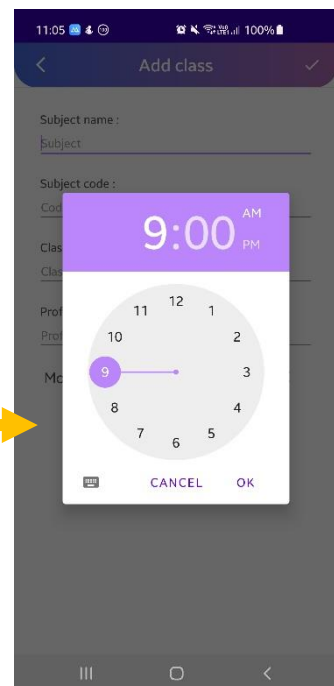 11:05 100%
Add class
Subject name :
Subject
Subject code :
Cod
9:00 AM PM
Clas
Clas
Prof
Prof
Mo
12
11 1
10 2
9 3
8 4
7 5
6
CANCEL OK